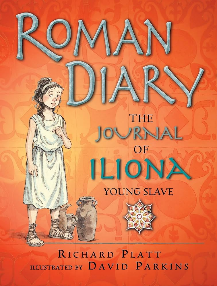 ROMAN
DIARY
THE
JOURNAL
OF
ILIONA
YOUNG SLAVE
RICHARD PLATT
ILLUSTRATED BY DAVID PARKINS